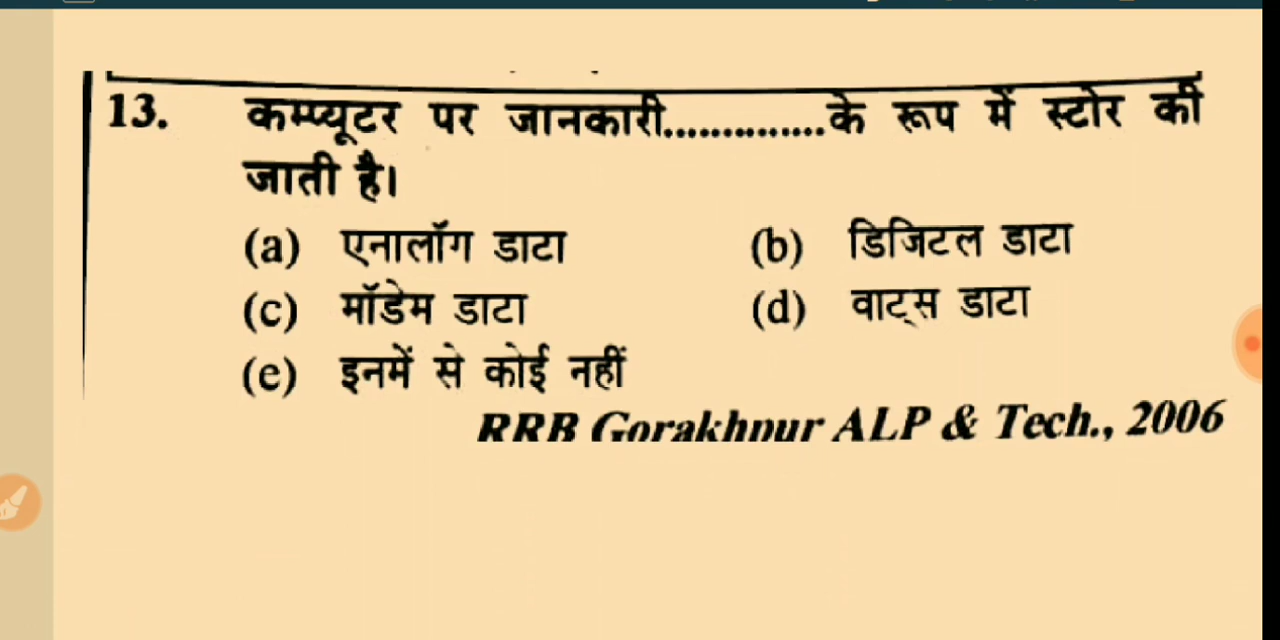 13. कम्प्यूटर पर जानकारी..............के रूप में स्टोर की
जाती है।
(a) एनालॉग डाटा (b) डिजिटल डाटा
(c) मॉडेम डाटा (d) वाट्स डाटा
(e) इनमें से कोई नहीं
RRB Gorakhpur ALP & Tech., 2006